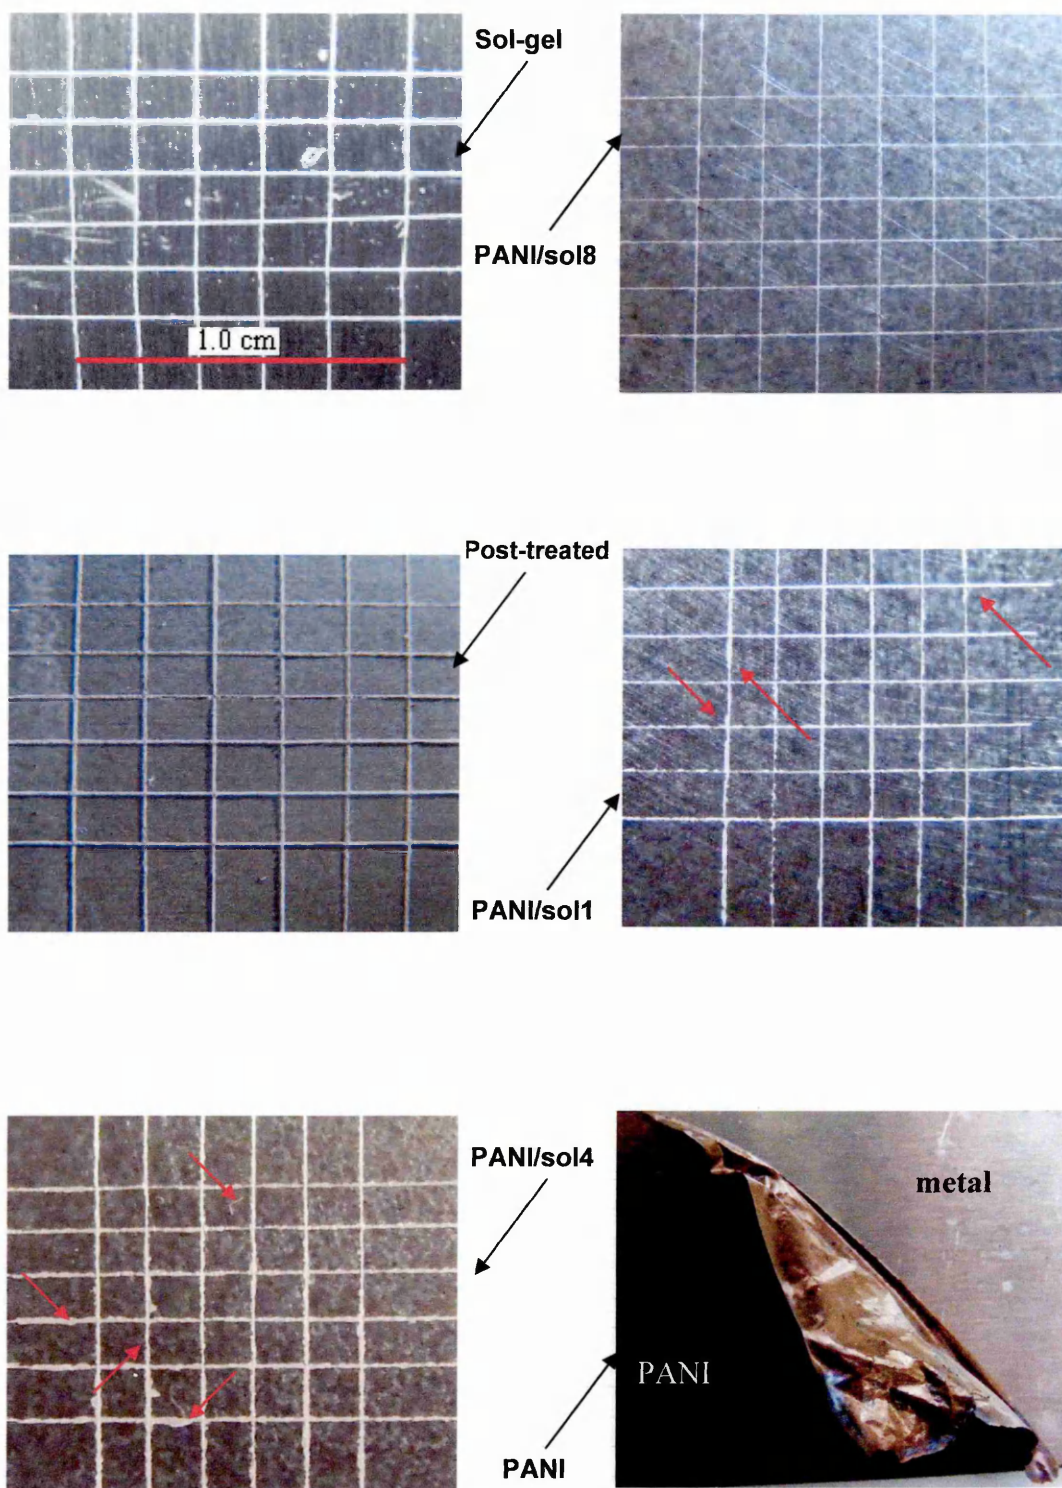 Sol-gel
PANI/sol8
1.0 cm
Post-treated
PANI/sol1
PANI/sol4
metal
PANI
PANI